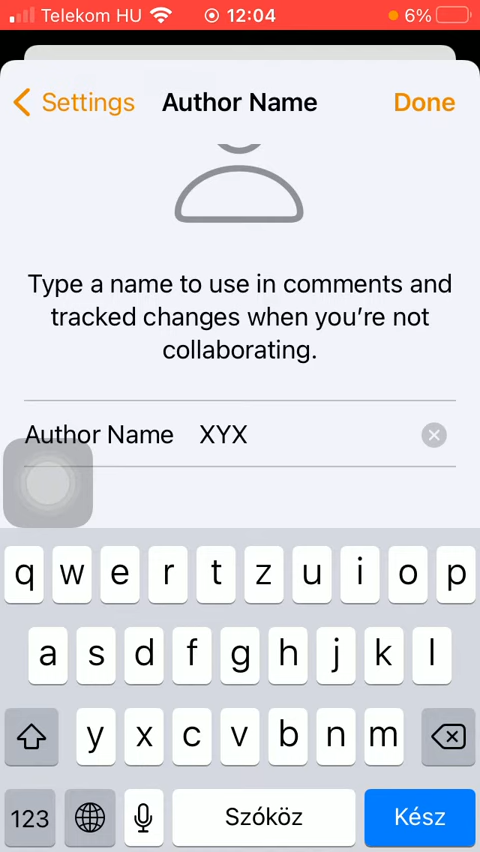 Telekom HU 12:04 6%
Settings Author Name Done
Type a name to use in comments and
tracked changes when you’re not
collaborating.
Author Name XYX
q w e r t z u i o p
a s d f g h j k l
y x c v b n m
123 Szóköz Kész